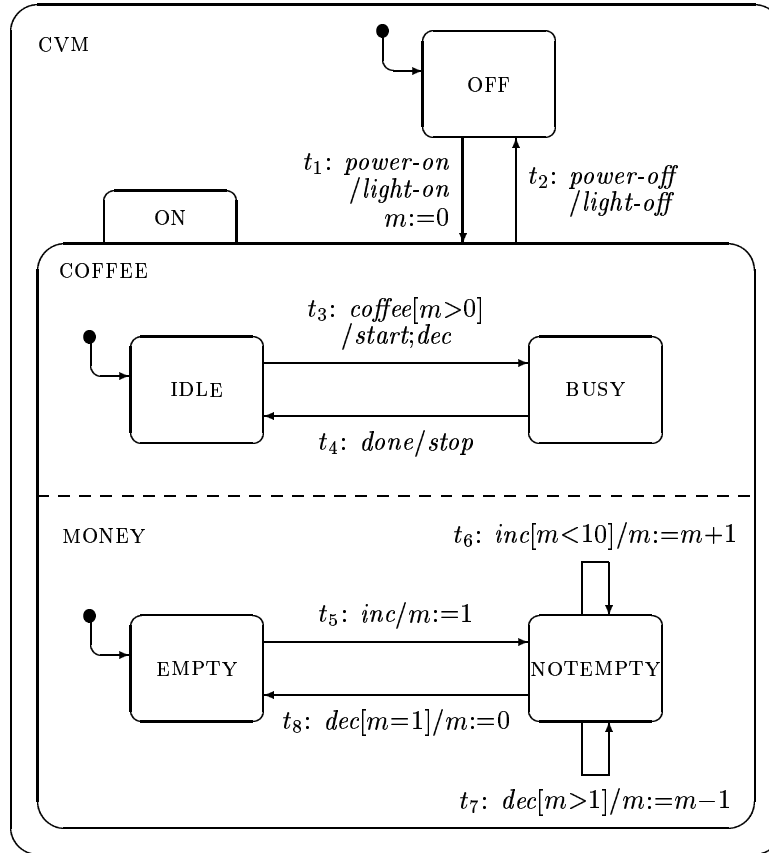 CVM
OFF
t₁: power-on
/light-on
m:=0
t₂: power-off
/light-off
ON
COFFEE
t₃: coffee[m>0]
/start;dec
IDLE
BUSY
t₄: done/stop
MONEY
t₆: inc[m<10]/m:=m+1
t₅: inc/m:=1
EMPTY
NOTEMPTY
t₈: dec[m=1]/m:=0
t₇: dec[m>1]/m:=m−1